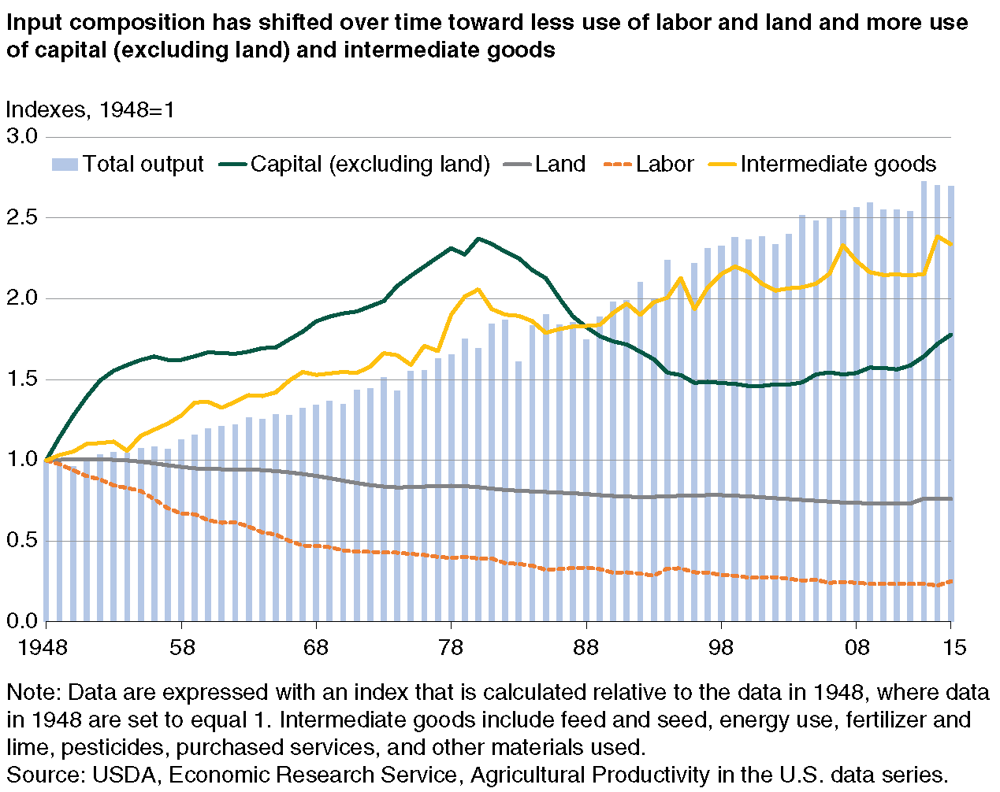 Input composition has shifted over time toward less use of labor and land and more use
of capital (excluding land) and intermediate goods
Indexes, 1948=1
3.0
Total output Capital (excluding land) Land Labor Intermediate goods
2.5
2.0
1.5
1.0
0.5
0.0
1948 58 68 78 88 98 08 15
Note: Data are expressed with an index that is calculated relative to the data in 1948, where data
in 1948 are set to equal 1. Intermediate goods include feed and seed, energy use, fertilizer and
lime, pesticides, purchased services, and other materials used.
Source: USDA, Economic Research Service, Agricultural Productivity in the U.S. data series.